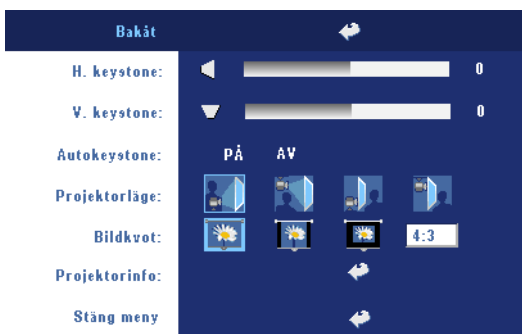 Bakåt
H. keystone: 0
V. keystone: 0
Autokeystone: PÅ AV
Projektorläge:
Bildkvot: 4:3
Projektorinfo:
Stäng meny